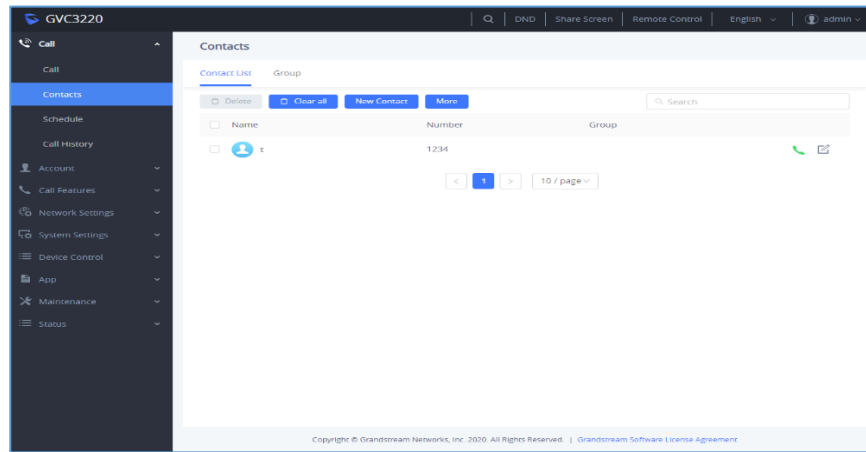 GVC3220
DND Share Screen Remote Control English admin
Call
Call
Contacts
Schedule
Call History
Account
Call Features
Network Settings
System Settings
Device Control
App
Maintenance
Status
Contacts
Contact List Group
Delete Clear all New Contact More Search
Name Number Group
t 1234
< 1 > 10 / page
Copyright © Grandstream Networks, Inc. 2020. All Rights Reserved. | Grandstream Software License Agreement